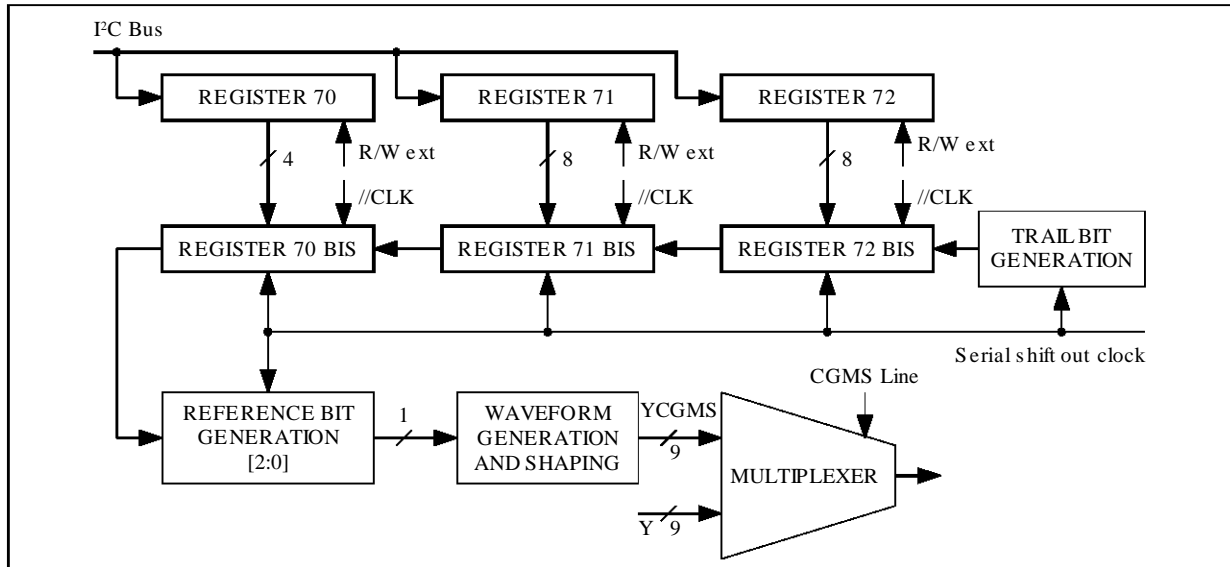 I²C Bus
REGISTER 70
REGISTER 71
REGISTER 72
4
R/W ext
8
R/W ext
8
R/W ext
//CLK
//CLK
//CLK
REGISTER 70 BIS
REGISTER 71 BIS
REGISTER 72 BIS
TRAIL BIT
GENERATION
Serial shift out clock
CGMS Line
REFERENCE BIT
GENERATION
[2:0]
1
WAVEFORM
GENERATION
AND SHAPING
YCGMS
9
MULTIPLEXER
Y
9